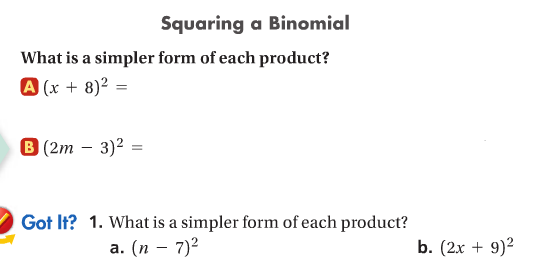 Squaring a Binomial
What is a simpler form of each product?
A (x + 8)² =
B (2m − 3)² =
Got It? 1. What is a simpler form of each product?
a. (n − 7)² b. (2x + 9)²